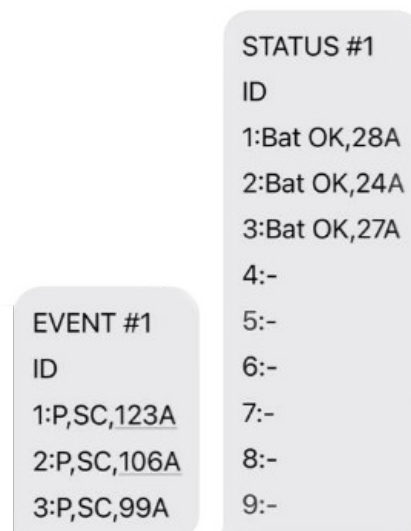 EVENT #1
ID
1:P,SC,123A
2:P,SC,106A
3:P,SC,99A
STATUS #1
ID
1:Bat OK,28A
2:Bat OK,24A
3:Bat OK,27A
4:-
5:-
6:-
7:-
8:-
9:-